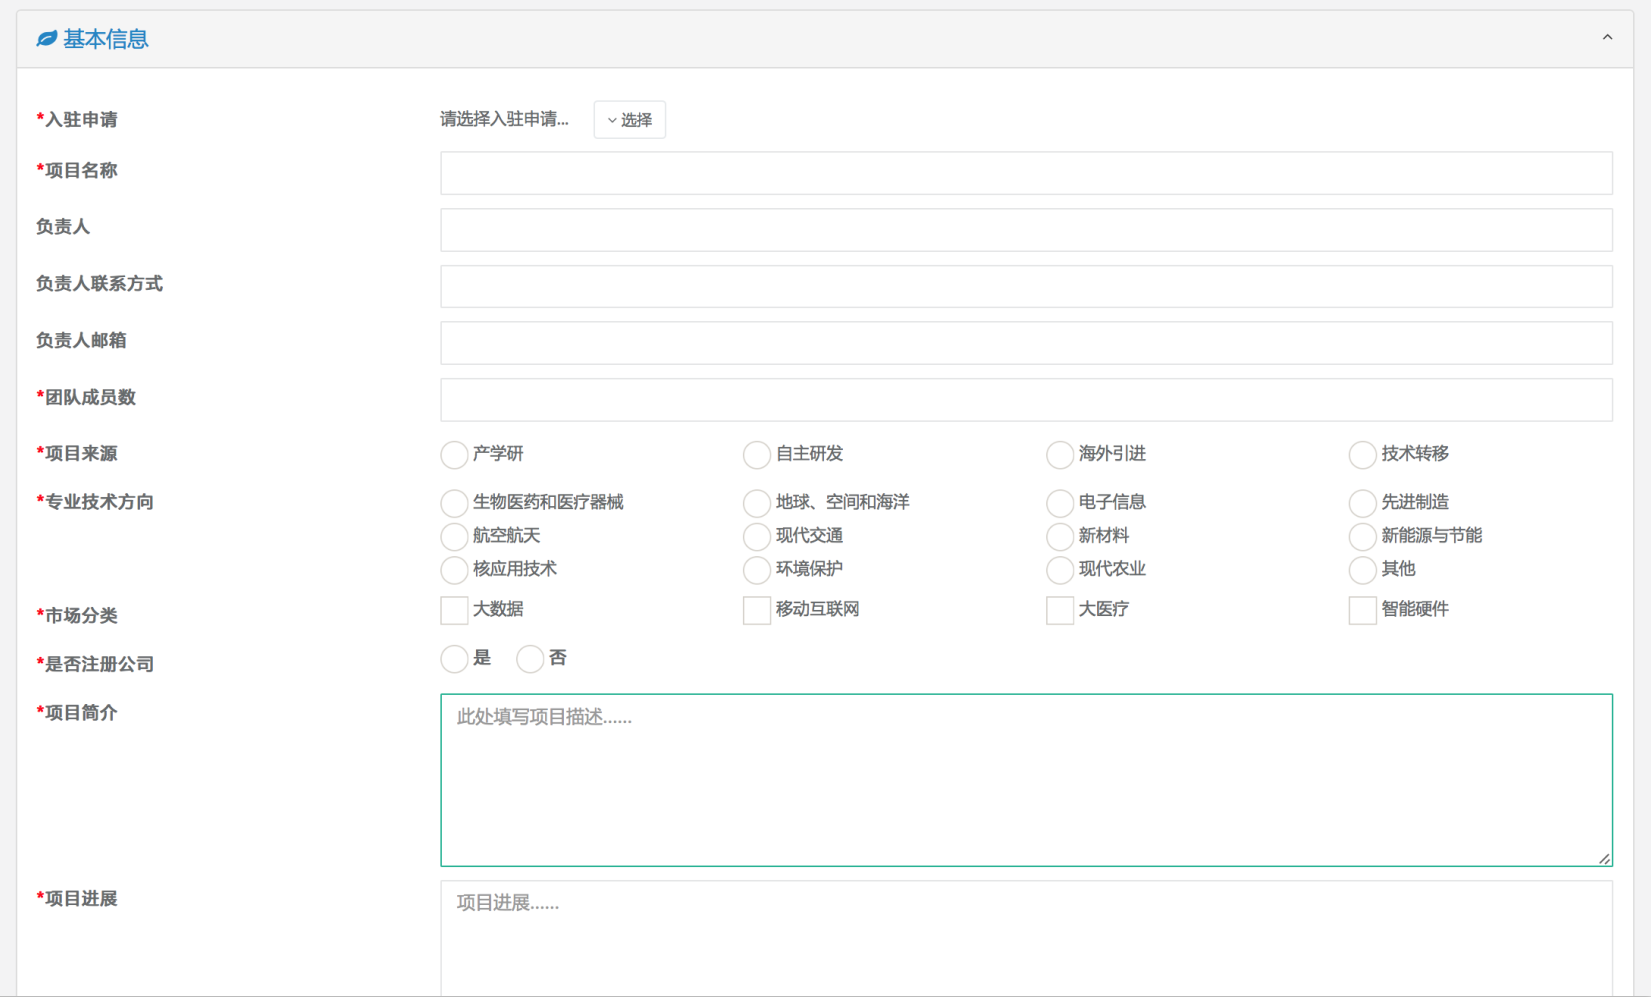 基本信息
*入驻申请 请选择入驻申请... 选择
*项目名称
负责人
负责人联系方式
负责人邮箱
*团队成员数
*项目来源 产学研 自主研发 海外引进 技术转移
*专业技术方向 生物医药和医疗器械 地球、空间和海洋 电子信息 先进制造
航空航天 现代交通 新材料 新能源与节能
核应用技术 环境保护 现代农业 其他
*市场分类 大数据 移动互联网 大医疗 智能硬件
*是否注册公司 是 否
*项目简介 此处填写项目描述......
*项目进展 项目进展......